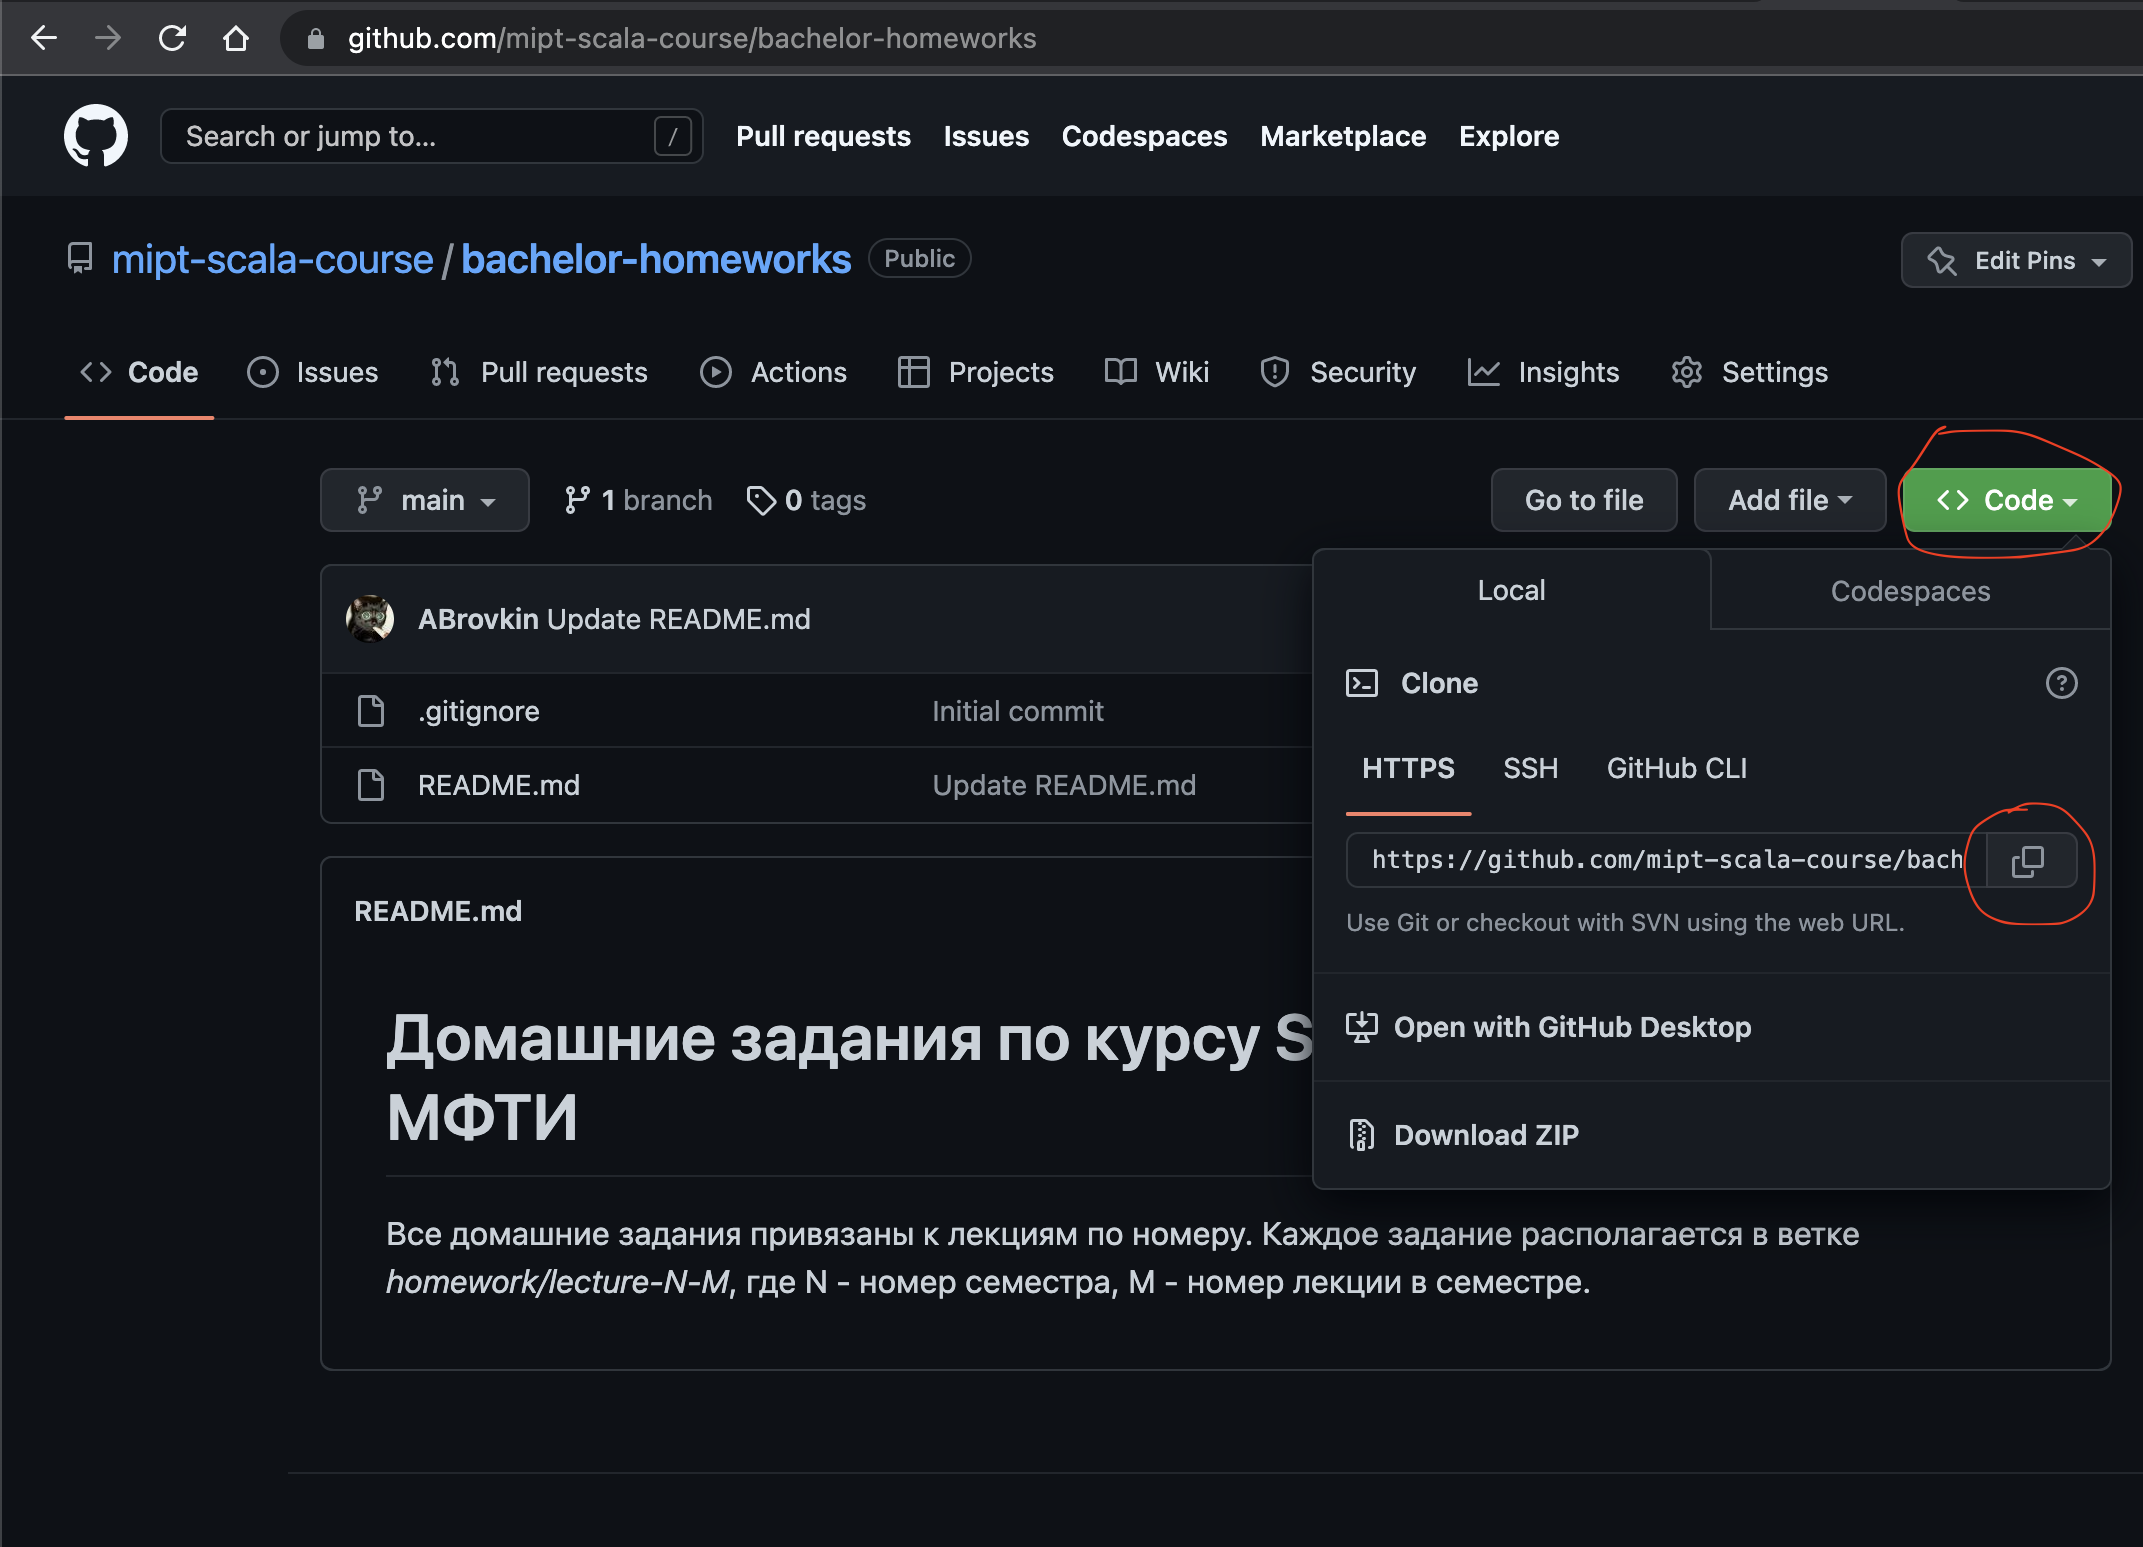 github.com/mipt-scala-course/bachelor-homeworks
Search or jump to... /
Pull requests Issues Codespaces Marketplace Explore
mipt-scala-course / bachelor-homeworks Public
Edit Pins
Code Issues Pull requests Actions Projects Wiki Security Insights Settings
main 1 branch 0 tags Go to file Add file Code
Local Codespaces
ABrovkin Update README.md
Clone
.gitignore Initial commit
HTTPS SSH GitHub CLI
README.md Update README.md
https://github.com/mipt-scala-course/bach
Use Git or checkout with SVN using the web URL.
README.md
Open with GitHub Desktop
Download ZIP
Домашние задания по курсу S
МФТИ
Все домашние задания привязаны к лекциям по номеру. Каждое задание располагается в ветке
homework/lecture-N-M, где N - номер семестра, M - номер лекции в семестре.